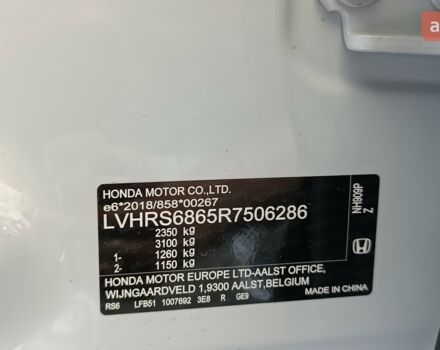 a
HONDA MOTOR CO.,LTD.
e6*2018/858*00267
LVHRS6865R7506286
2350 kg
3100 kg
1- 1260 kg
2- 1150 kg
HONDA MOTOR EUROPE LTD-AALST OFFICE,
WIJNGAARDVELD 1,9300 AALST,BELGIUM
RS6 LFB51 1007692 3E8 R GE9
MADE IN CHINA
NH909P
Z